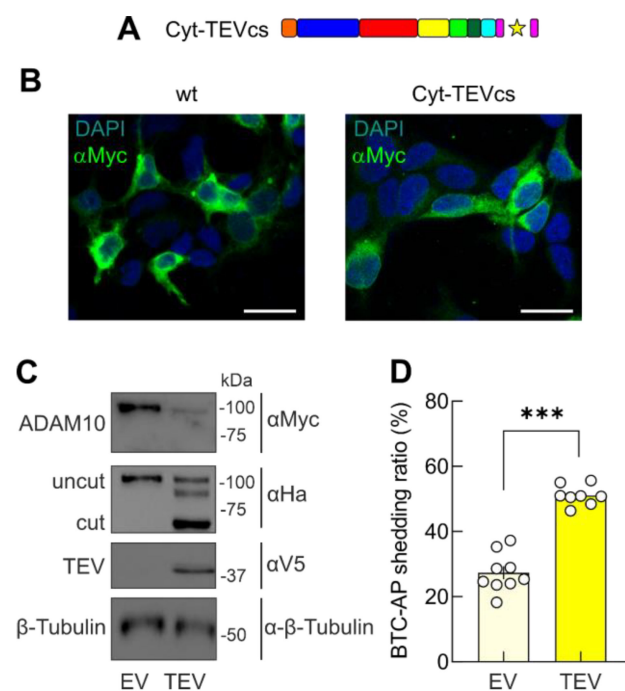 A Cyt-TEVcs
B
wt Cyt-TEVcs
DAPI
αMyc
DAPI
αMyc
C
kDa
ADAM10 -100 αMyc
-75
uncut -100 αHa
-75
cut
TEV -37 αV5
β-Tubulin -50 α-β-Tubulin
EV TEV
D
BTC-AP shedding ratio (%)
80
60
40
20
0
***
EV TEV